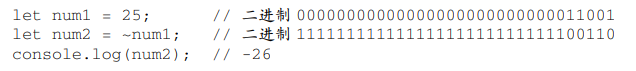 let num1 = 25; // 二进制 00000000000000000000000000011001
let num2 = ~num1; // 二进制 11111111111111111111111111100110
console.log(num2); // -26